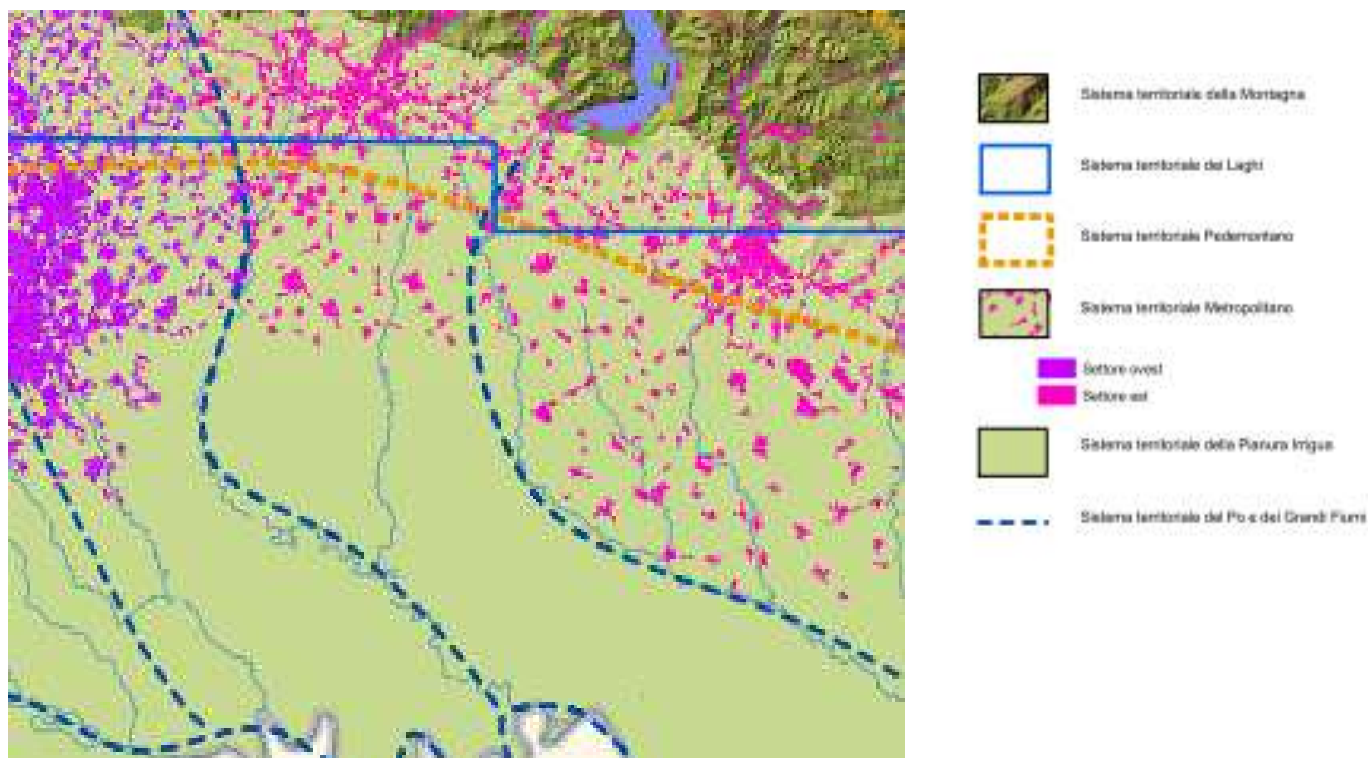 Sistema territoriale della Montagna
Sistema territoriale dei Laghi
Sistema territoriale Pedemontano
Sistema territoriale Metropolitano
Settore ovest
Settore est
Sistema territoriale della Pianura Irrigua
Sistema territoriale del Po e dei Grandi Fiumi